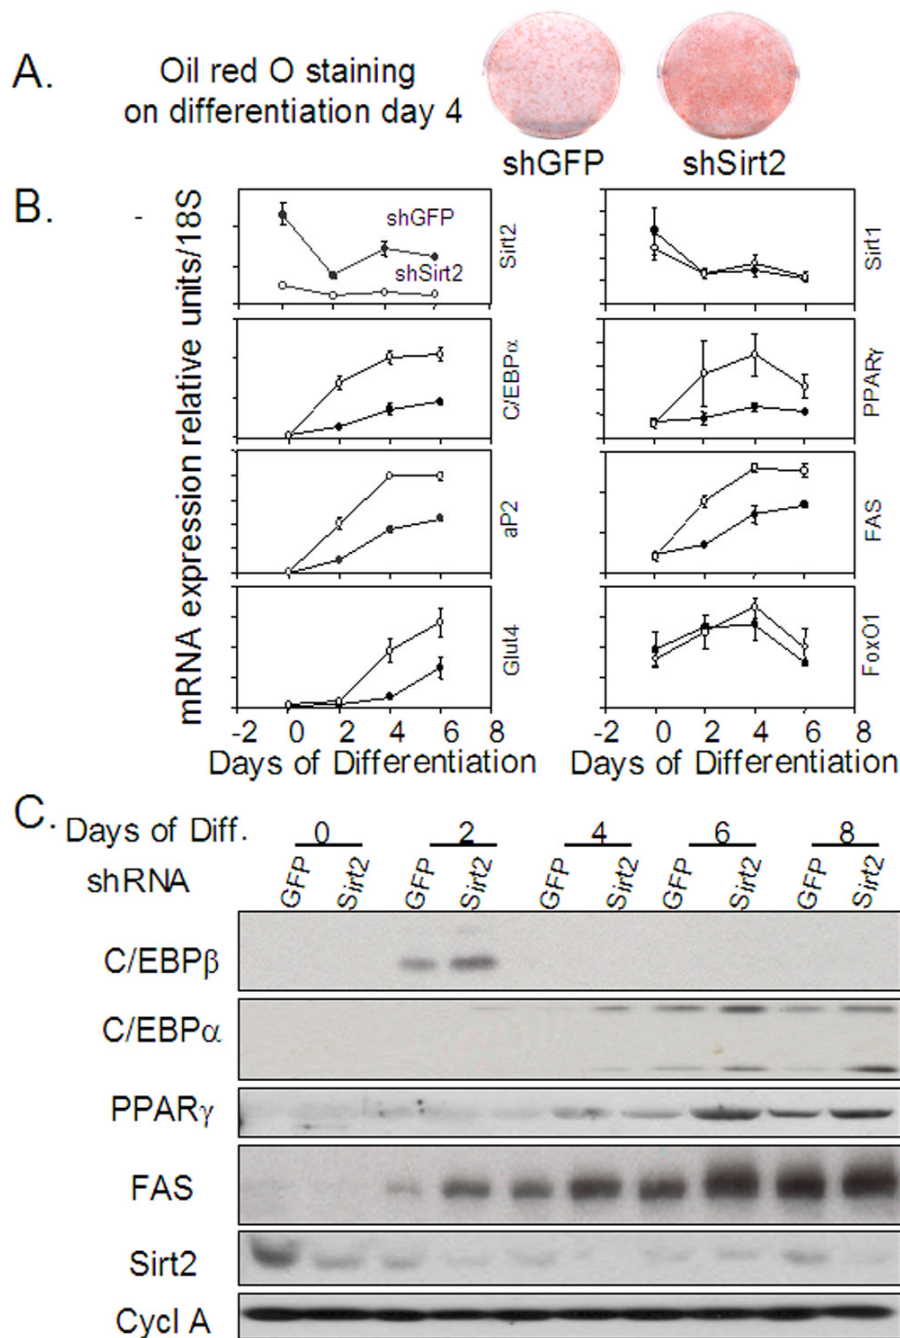 A.
Oil red O staining
on differentiation day 4
shGFP
shSirt2
B.
mRNA expression relative units/18S
shGFP
shSirt2
Sirt2
Sirt1
C/EBPα
PPARγ
aP2
FAS
Glut4
FoxO1
-2 0 2 4 6 8
-2 0 2 4 6 8
Days of Differentiation
Days of Differentiation
C.
Days of Diff. 0 2 4 6 8
shRNA GFP Sirt2 GFP Sirt2 GFP Sirt2 GFP Sirt2 GFP Sirt2
C/EBPβ
C/EBPα
PPARγ
FAS
Sirt2
Cycl A